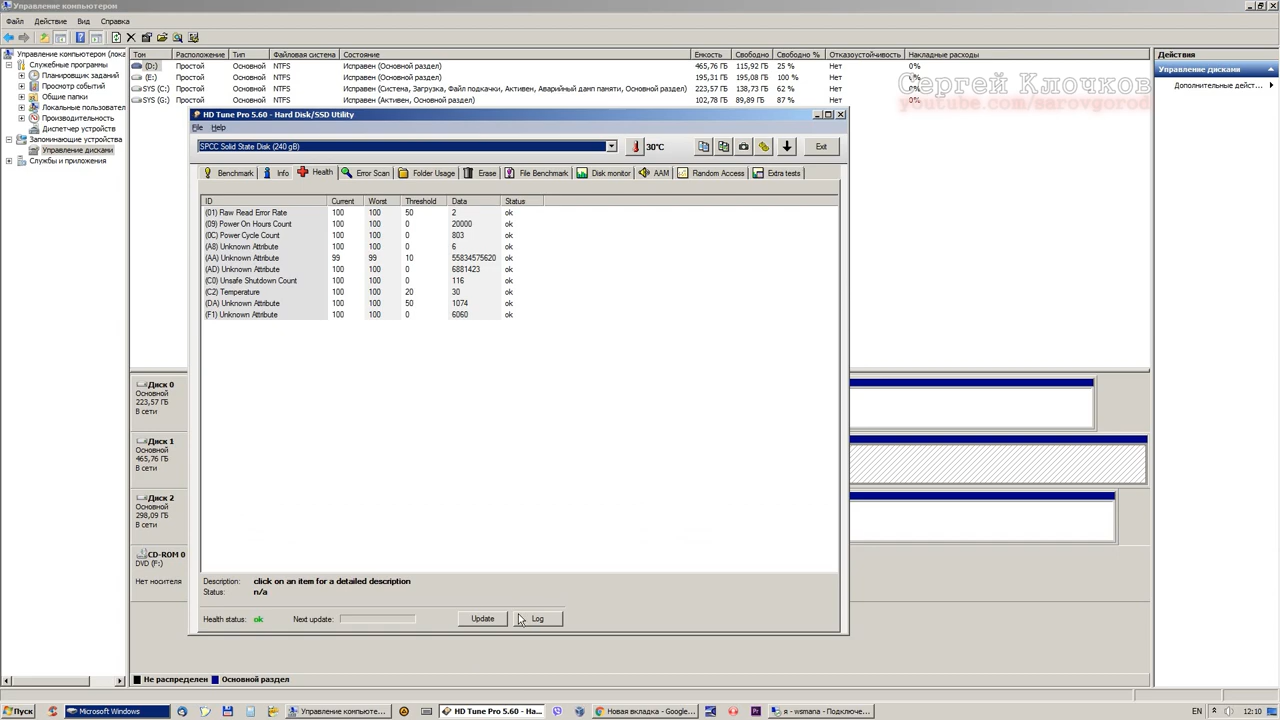 Управление компьютером
Файл Действие Вид Справка
Управление компьютером (лока
Служебные программы
Планировщик заданий
Просмотр событий
Общие папки
Локальные пользовател
Производительность
Диспетчер устройств
Запоминающие устройства
Управление дисками
Службы и приложения
Том Расположение Тип Файловая система Состояние Емкость Свободно Свободно % Отказоустойчивость Накладные расходы
(D:) Простой Основной NTFS Исправен (Основной раздел) 465,76 ГБ 115,92 ГБ 25 % Нет 0%
(E:) Простой Основной NTFS Исправен (Основной раздел) 195,31 ГБ 195,08 ГБ 100 % Нет 0%
SYS (C:) Простой Основной NTFS Исправен (Система, Загрузка, Файл подкачки, Активен, Аварийный дамп памяти, Основной раздел) 223,57 ГБ 138,23 ГБ 62 % Нет 0%
SYS (G:) Простой Основной NTFS Исправен (Активен, Основной раздел) 102,78 ГБ 89,89 ГБ 87 % Нет 0%
Сергей Клочков
youtube.com/sarovgorod
Действия
Управление дисками
Дополнительные дейст...
HD Tune Pro 5.60 - Hard Disk/SSD Utility
File Help
SPCC Solid State Disk (240 gB) 30°C Exit
Benchmark Info Health Error Scan Folder Usage Erase File Benchmark Disk monitor AAM Random Access Extra tests
ID Current Worst Threshold Data Status
(01) Raw Read Error Rate 100 100 50 2 ok
(09) Power On Hours Count 100 100 0 20000 ok
(0C) Power Cycle Count 100 100 0 803 ok
(A8) Unknown Attribute 100 100 0 6 ok
(AA) Unknown Attribute 99 99 10 55834575620 ok
(AD) Unknown Attribute 100 100 0 6881423 ok
(C0) Unsafe Shutdown Count 100 100 0 116 ok
(C2) Temperature 100 100 20 30 ok
(DA) Unknown Attribute 100 100 50 1074 ok
(F1) Unknown Attribute 100 100 0 6060 ok
Description: click on an item for a detailed description
Status: n/a
Health status: ok Next update: Update Log
Диск 0
Основной
223,57 ГБ
В сети
Диск 1
Основной
465,76 ГБ
В сети
Диск 2
Основной
298,09 ГБ
В сети
CD-ROM 0
DVD (F:)
Нет носителя
Не распределен Основной раздел
Пуск Microsoft Windows Управление компьюте... HD Tune Pro 5.60 - Ha... Новая вкладка - Google... я - wsmana - Подключе... EN 12:10